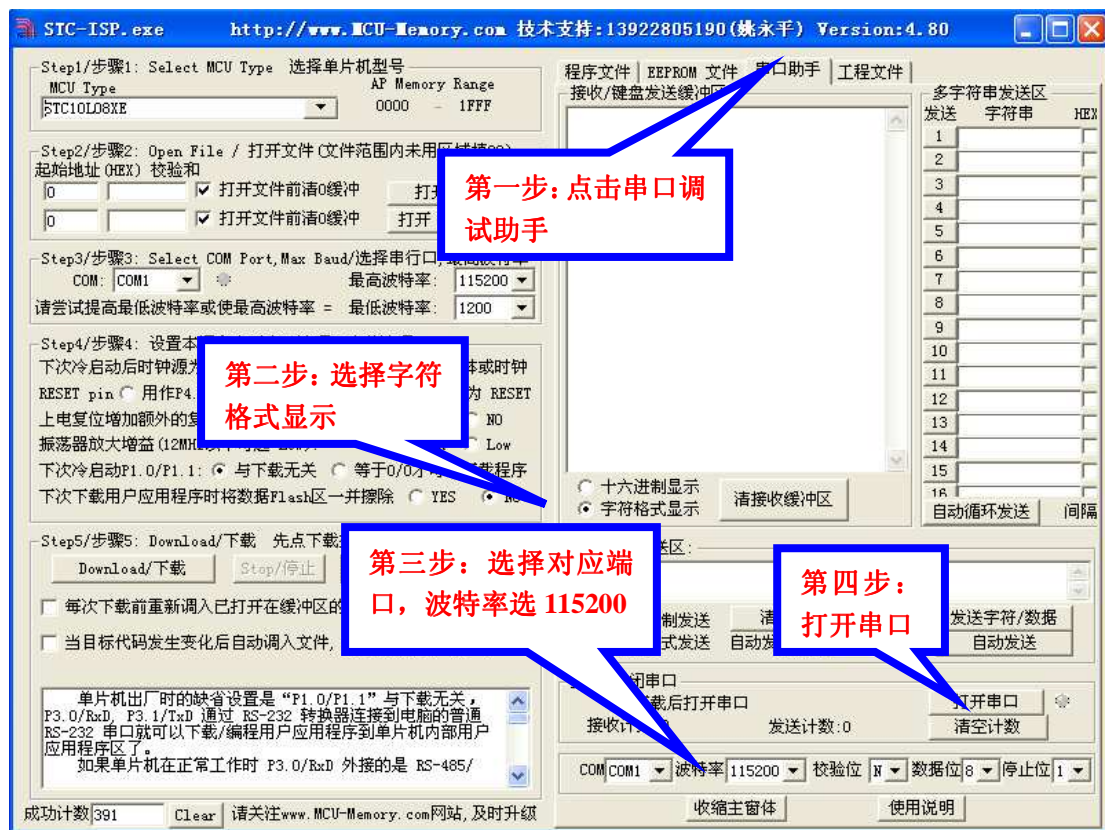 STC-ISP.exe http://www.MCU-Memory.com 技术支持:13922805190(姚永平) Version:4.80
Step1/步骤1: Select MCU Type 选择单片机型号
MCU Type AP Memory Range
STC10L08XE 0000 - 1FFF
Step2/步骤2: Open File / 打开文件(文件范围内未用区域填00)
起始地址(HEX) 校验和
0 打开文件前清0缓冲
0 打开文件前清0缓冲 打开
Step3/步骤3: Select COM Port,Max Baud/选择串行口,最高波特率
COM: COM1 最高波特率: 115200
请尝试提高最低波特率或使最高波特率 = 最低波特率: 1200
Step4/步骤4: 设置本
下次冷启动后时钟源为 体或时钟
RESET pin 用作P4. 为 RESET
上电复位增加额外的复 NO
振荡器放大增益(12MHz Low
下次冷启动P1.0/P1.1: 与下载无关 等于0/0才 载程序
下次下载用户应用程序时将数据Flash区一并擦除 YES NO
Step5/步骤5: Download/下载 先点下载
Download/下载 Stop/停止
每次下载前重新调入已打开在缓冲区的
当目标代码发生变化后自动调入文件,
单片机出厂时的缺省设置是“P1.0/P1.1”与下载无关,
P3.0/RxD, P3.1/TxD 通过 RS-232 转换器连接到电脑的普通
RS-232 串口就可以下载/编程用户应用程序到单片机内部用户
应用程序区了。
如果单片机在正常工作时 P3.0/RxD 外接的是 RS-485/
成功计数 391 Clear 请关注www.MCU-Memory.com网站,及时升级
程序文件 EEPROM 文件 串口助手 工程文件
接收/键盘发送缓冲区
十六进制显示
字符格式显示 清接收缓冲区
多字符串发送区
发送 字符串 HEX
1
2
3
4
5
6
7
8
9
10
11
12
13
14
15
16
自动循环发送 间隔
送区:
制发送 清 发送字符/数据
式发送 自动发 自动发送
闭串口
载后打开串口 打开串口
接收计 发送计数:0 清空计数
COM COM1 波特率 115200 校验位 N 数据位 8 停止位 1
收缩主窗体 使用说明
第一步:点击串口调
试助手
第二步:选择字符
格式显示
第三步:选择对应端
口,波特率选 115200
第四步:
打开串口